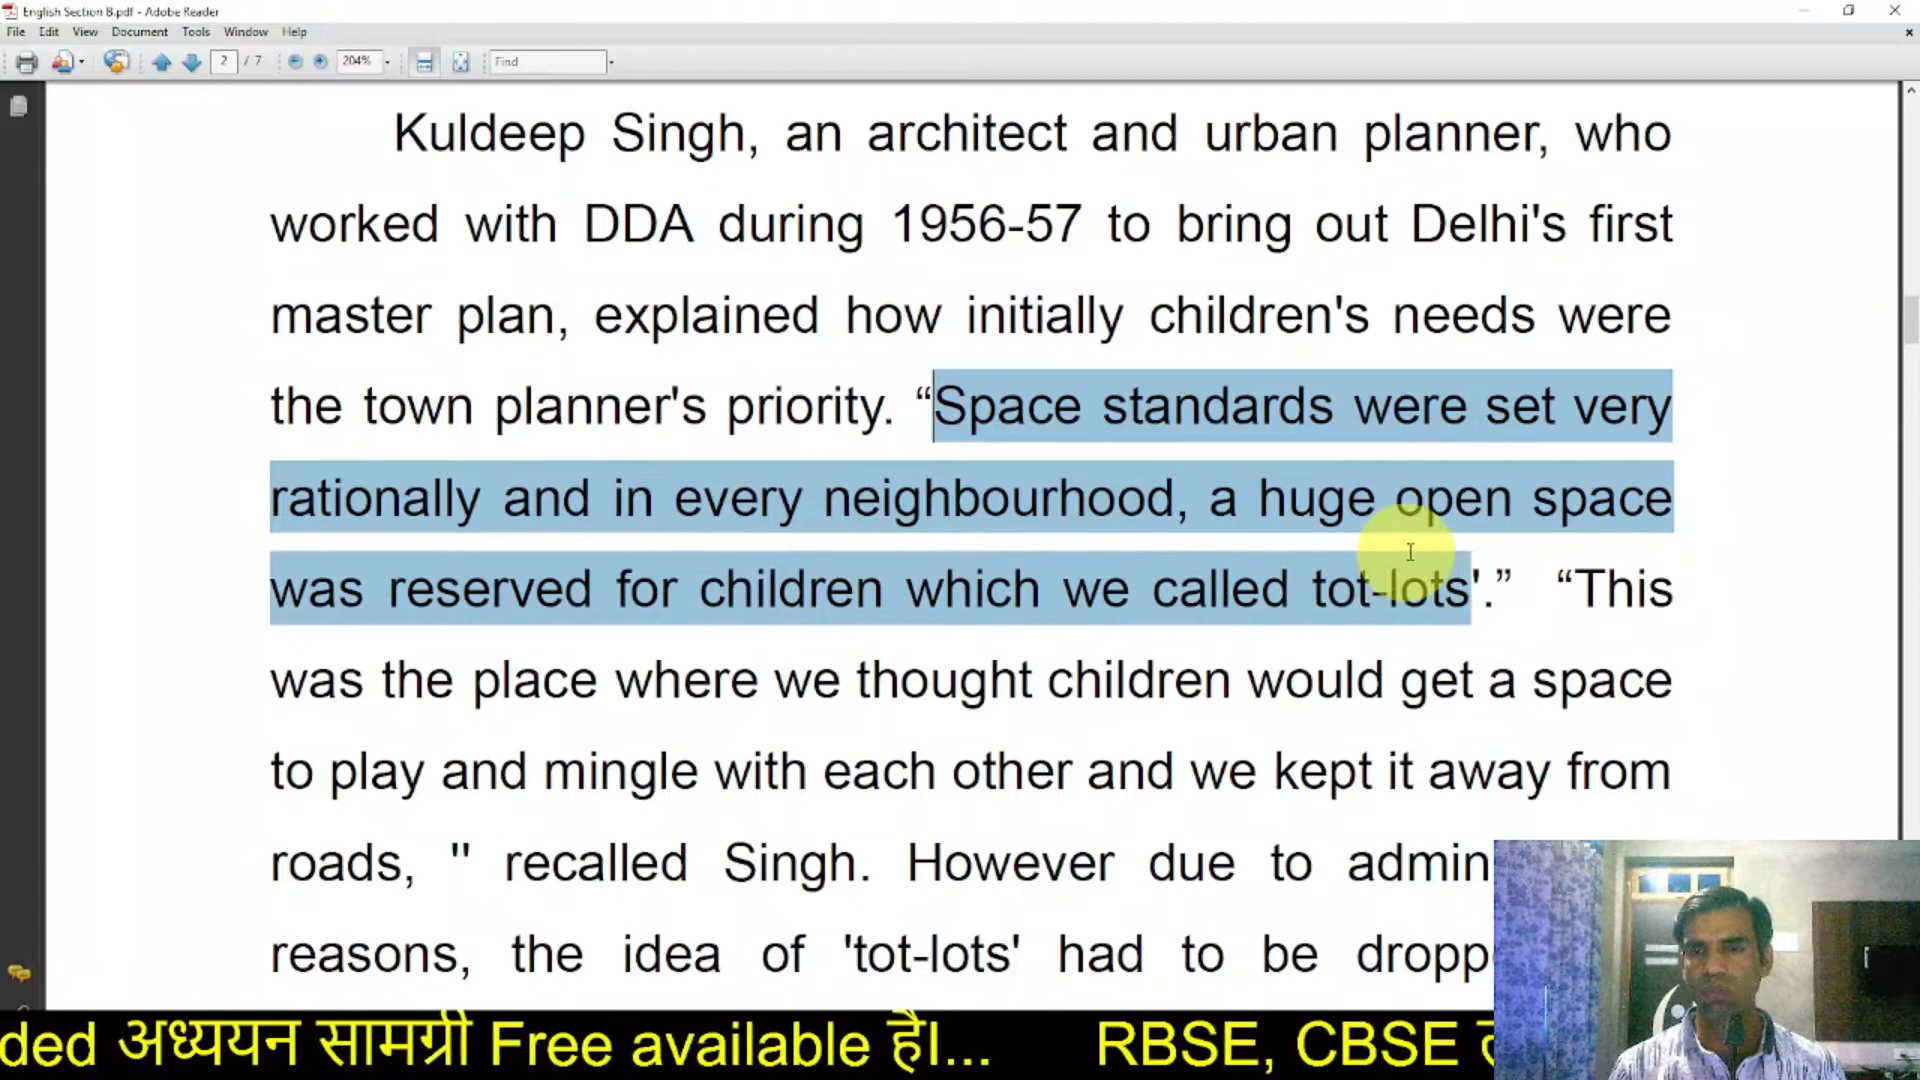 English Section B.pdf - Adobe Reader
File Edit View Document Tools Window Help
2 / 7 204% Find
Kuldeep Singh, an architect and urban planner, who
worked with DDA during 1956-57 to bring out Delhi's first
master plan, explained how initially children's needs were
the town planner's priority. “Space standards were set very
rationally and in every neighbourhood, a huge open space
was reserved for children which we called tot-lots'.” “This
was the place where we thought children would get a space
to play and mingle with each other and we kept it away from
roads, " recalled Singh. However due to admin
reasons, the idea of 'tot-lots' had to be dropp
ded अध्ययन सामग्री Free available है।... RBSE, CBSE